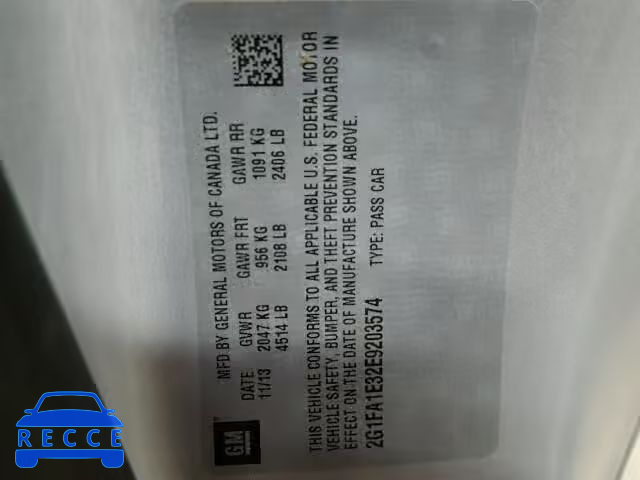 MFD BY GENERAL MOTORS OF CANADA LTD.
DATE GVWR GAWR FRT GAWR RR
11/13 2047 KG 956 KG 1091 KG
4514 LB 2108 LB 2406 LB
THIS VEHICLE CONFORMS TO ALL APPLICABLE U.S. FEDERAL MOTOR
VEHICLE SAFETY, BUMPER, AND THEFT PREVENTION STANDARDS IN
EFFECT ON THE DATE OF MANUFACTURE SHOWN ABOVE.
2G1FA1E32E9203574 TYPE: PASS CAR
GM
RECCE